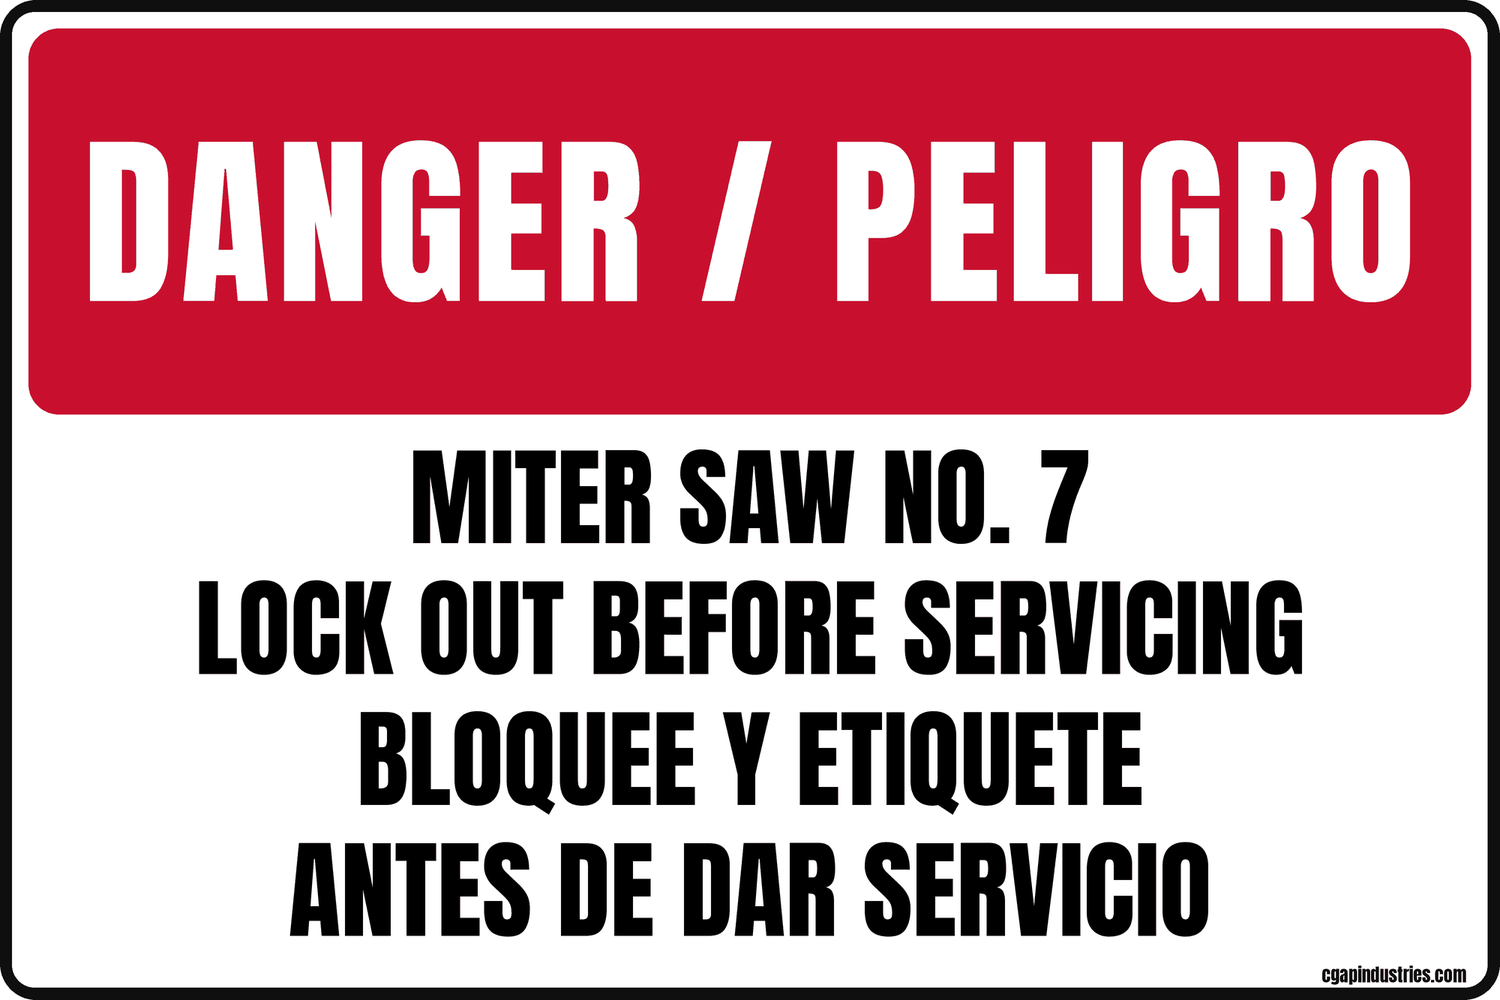 DANGER / PELIGRO
MITER SAW NO. 7
LOCK OUT BEFORE SERVICING
BLOQUEE Y ETIQUETE
ANTES DE DAR SERVICIO
cgapindustries.com